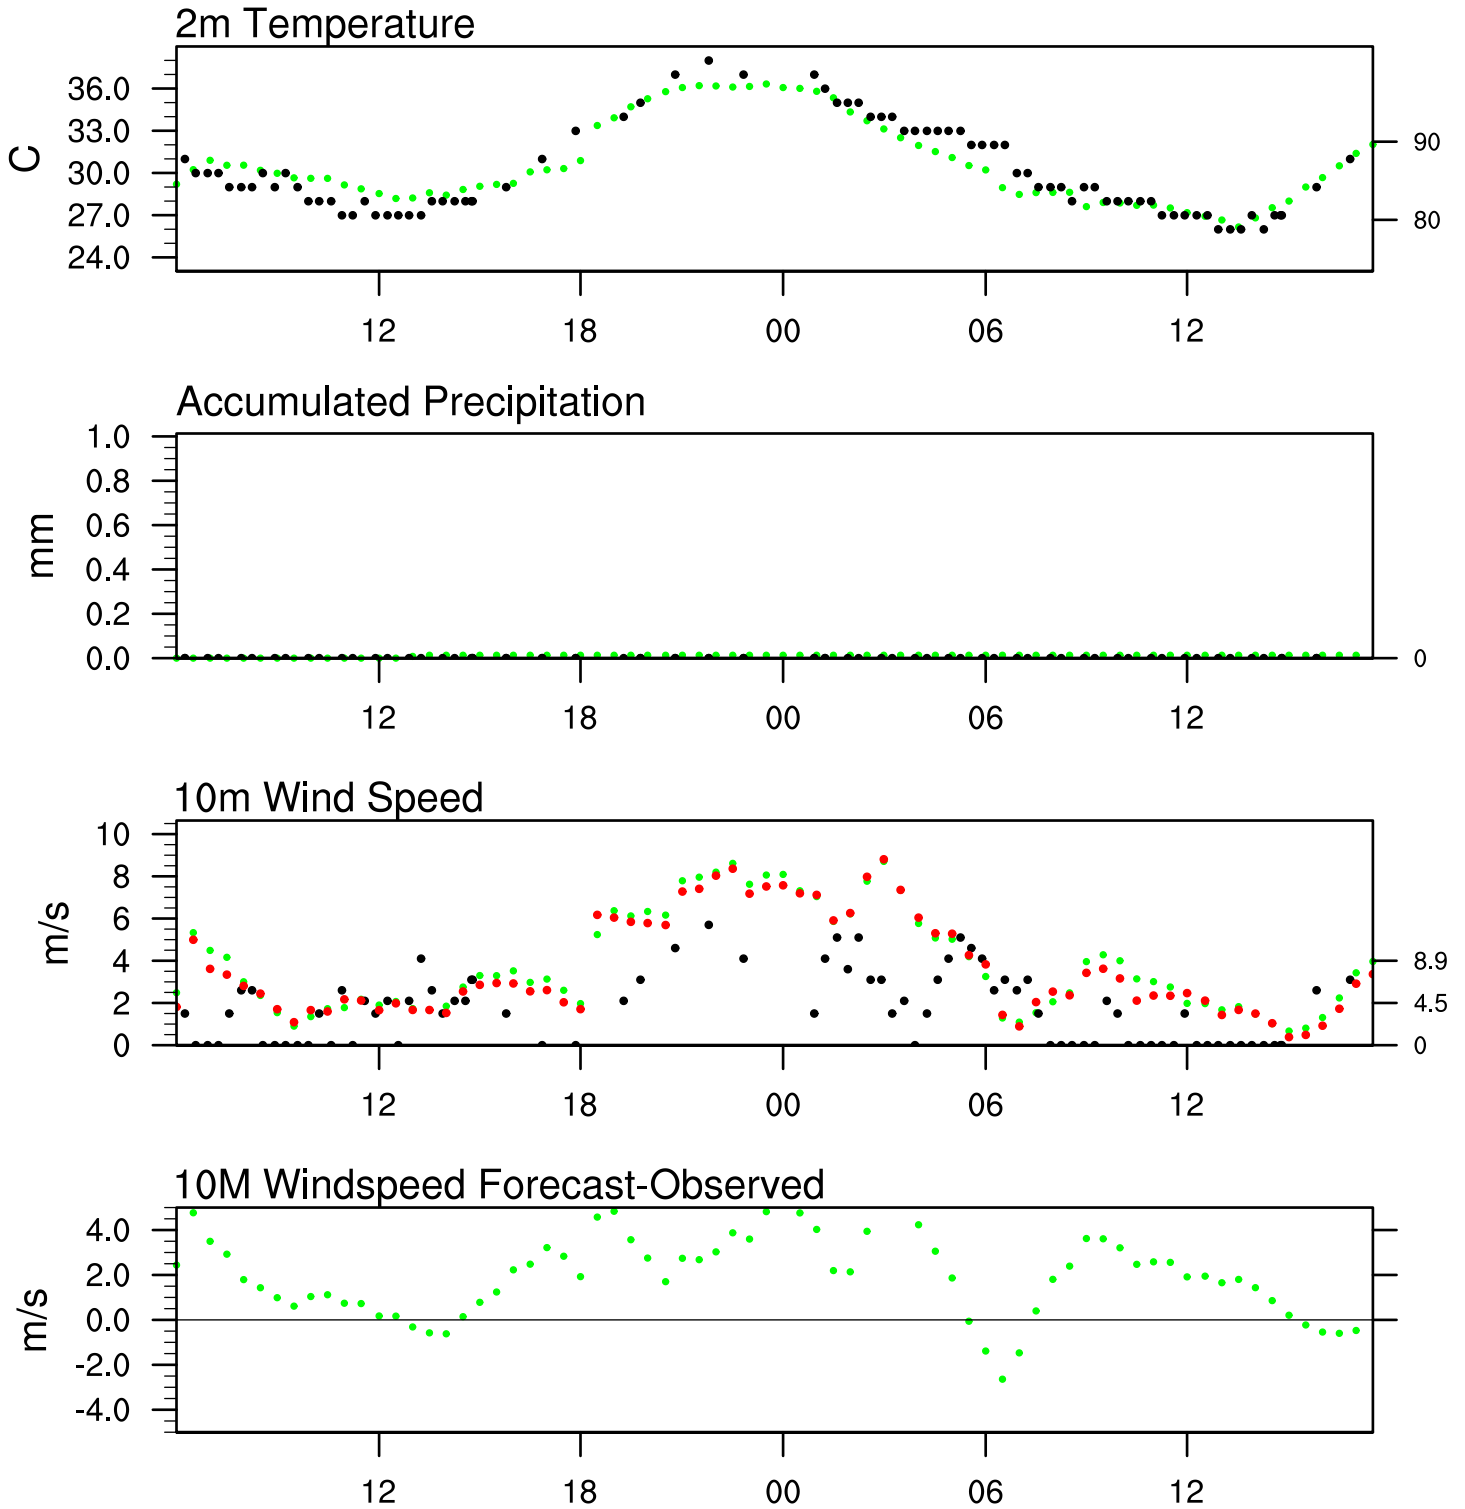 2m Temperature
36.0
33.0
30.0
27.0
24.0
C
90
80
12 18 00 06 12
Accumulated Precipitation
1.0
0.8
0.6
0.4
0.2
0.0
mm
0
12 18 00 06 12
10m Wind Speed
10
8
6
4
2
0
m/s
8.9
4.5
0
12 18 00 06 12
10M Windspeed Forecast-Observed
4.0
2.0
0.0
-2.0
-4.0
m/s
12 18 00 06 12